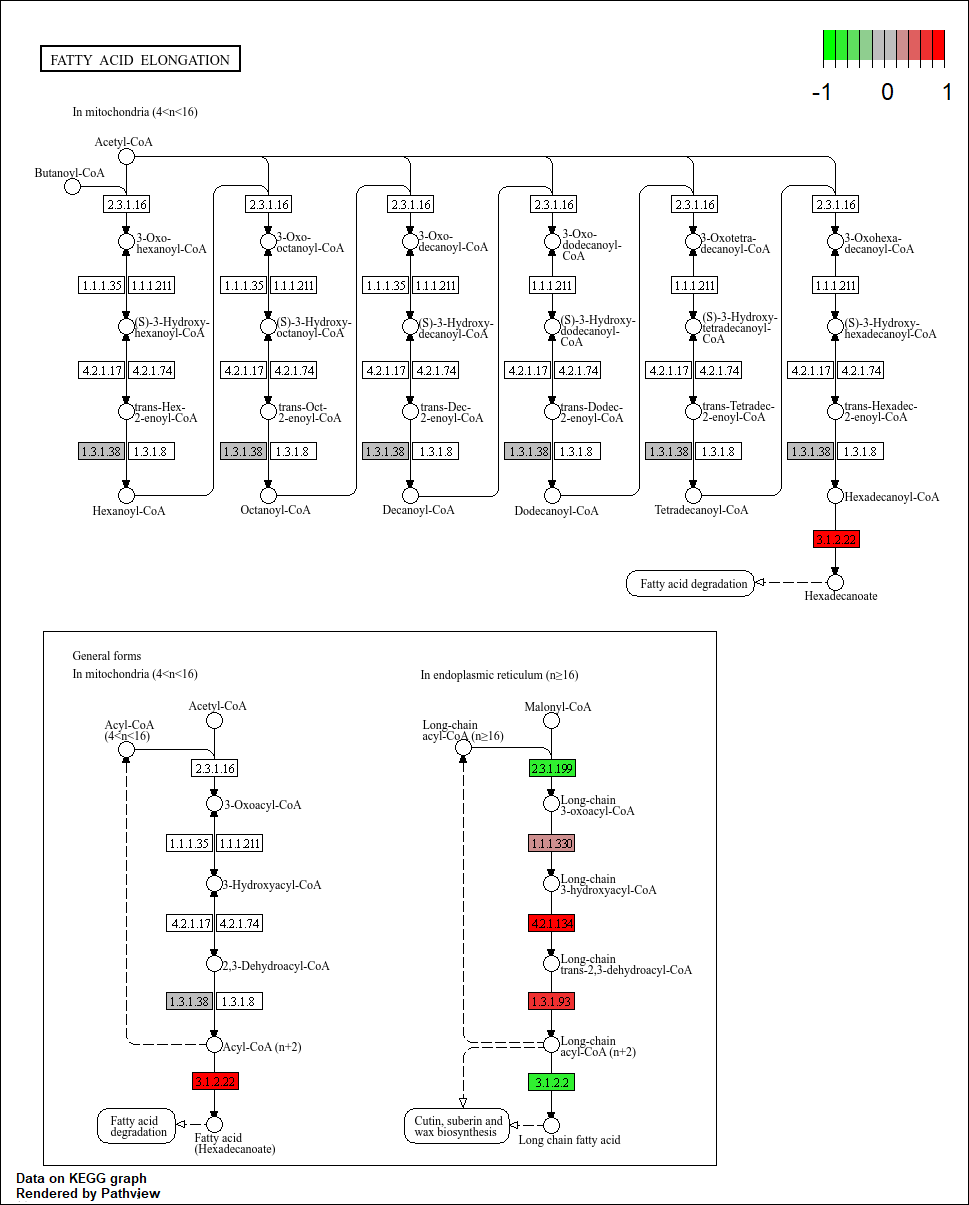 FATTY ACID ELONGATION
-1 0 1
In mitochondria (4<n<16)
Acetyl-CoA
Butanoyl-CoA
2.3.1.16 2.3.1.16 2.3.1.16 2.3.1.16 2.3.1.16 2.3.1.16
3-Oxo- 3-Oxo- 3-Oxo- 3-Oxo- 3-Oxotetra- 3-Oxohexa-
hexanoyl-CoA octanoyl-CoA decanoyl-CoA dodecanoyl- decanoyl-CoA decanoyl-CoA
CoA
1.1.1.35 1.1.1.211 1.1.1.35 1.1.1.211 1.1.1.35 1.1.1.211 1.1.1.211 1.1.1.211 1.1.1.211
(S)-3-Hydroxy- (S)-3-Hydroxy- (S)-3-Hydroxy- (S)-3-Hydroxy- (S)-3-Hydroxy- (S)-3-Hydroxy-
hexanoyl-CoA octanoyl-CoA decanoyl-CoA dodecanoyl- tetradecanoyl- hexadecanoyl-CoA
CoA CoA
4.2.1.17 4.2.1.74 4.2.1.17 4.2.1.74 4.2.1.17 4.2.1.74 4.2.1.17 4.2.1.74 4.2.1.17 4.2.1.74 4.2.1.17 4.2.1.74
trans-Hex- trans-Oct- trans-Dec- trans-Dodec- trans-Tetradec- trans-Hexadec-
2-enoyl-CoA 2-enoyl-CoA 2-enoyl-CoA 2-enoyl-CoA 2-enoyl-CoA 2-enoyl-CoA
1.3.1.38 1.3.1.8 1.3.1.38 1.3.1.8 1.3.1.38 1.3.1.8 1.3.1.38 1.3.1.8 1.3.1.38 1.3.1.8 1.3.1.38 1.3.1.8
Hexanoyl-CoA Octanoyl-CoA Decanoyl-CoA Dodecanoyl-CoA Tetradecanoyl-CoA Hexadecanoyl-CoA
3.1.2.22
Fatty acid degradation
Hexadecanoate
General forms
In mitochondria (4<n<16)
Acetyl-CoA
Acyl-CoA
(4<n<16)
2.3.1.16
3-Oxoacyl-CoA
1.1.1.35 1.1.1.211
3-Hydroxyacyl-CoA
4.2.1.17 4.2.1.74
2,3-Dehydroacyl-CoA
1.3.1.38 1.3.1.8
Acyl-CoA (n+2)
3.1.2.22
Fatty acid
degradation
Fatty acid
(Hexadecanoate)
In endoplasmic reticulum (n≥16)
Malonyl-CoA
Long-chain
acyl-CoA (n≥16)
2.3.1.199
Long-chain
3-oxoacyl-CoA
1.1.1.330
Long-chain
3-hydroxyacyl-CoA
4.2.1.134
Long-chain
trans-2,3-dehydroacyl-CoA
1.3.1.93
Long-chain
acyl-CoA (n+2)
3.1.2.2
Cutin, suberin and
wax biosynthesis
Long chain fatty acid
Data on KEGG graph
Rendered by Pathview